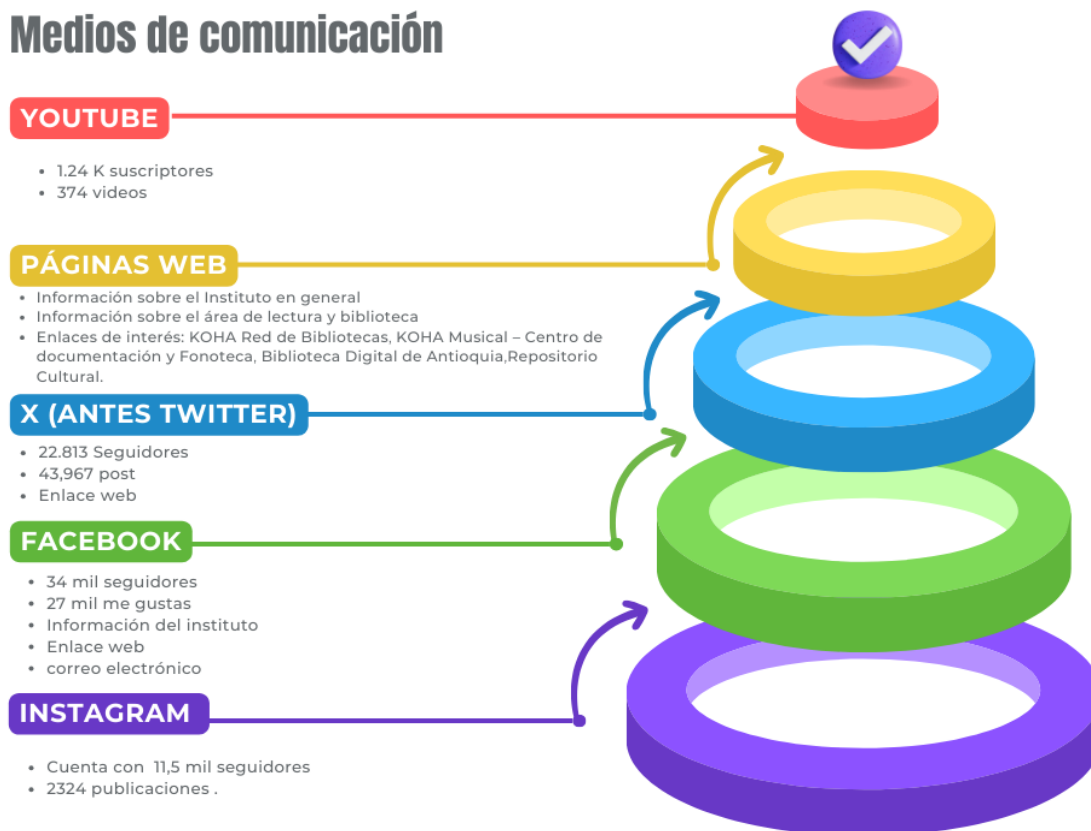 Medios de comunicación
YOUTUBE
• 1.24 K suscriptores
• 374 videos
PÁGINAS WEB
• Información sobre el Instituto en general
• Información sobre el área de lectura y biblioteca
• Enlaces de interés: KOHA Red de Bibliotecas, KOHA Musical – Centro de
documentación y Fonoteca, Biblioteca Digital de Antioquia,Repositorio
Cultural.
X (ANTES TWITTER)
• 22.813 Seguidores
• 43,967 post
• Enlace web
FACEBOOK
• 34 mil seguidores
• 27 mil me gustas
• Información del instituto
• Enlace web
• correo electrónico
INSTAGRAM
• Cuenta con 11,5 mil seguidores
• 2324 publicaciones .